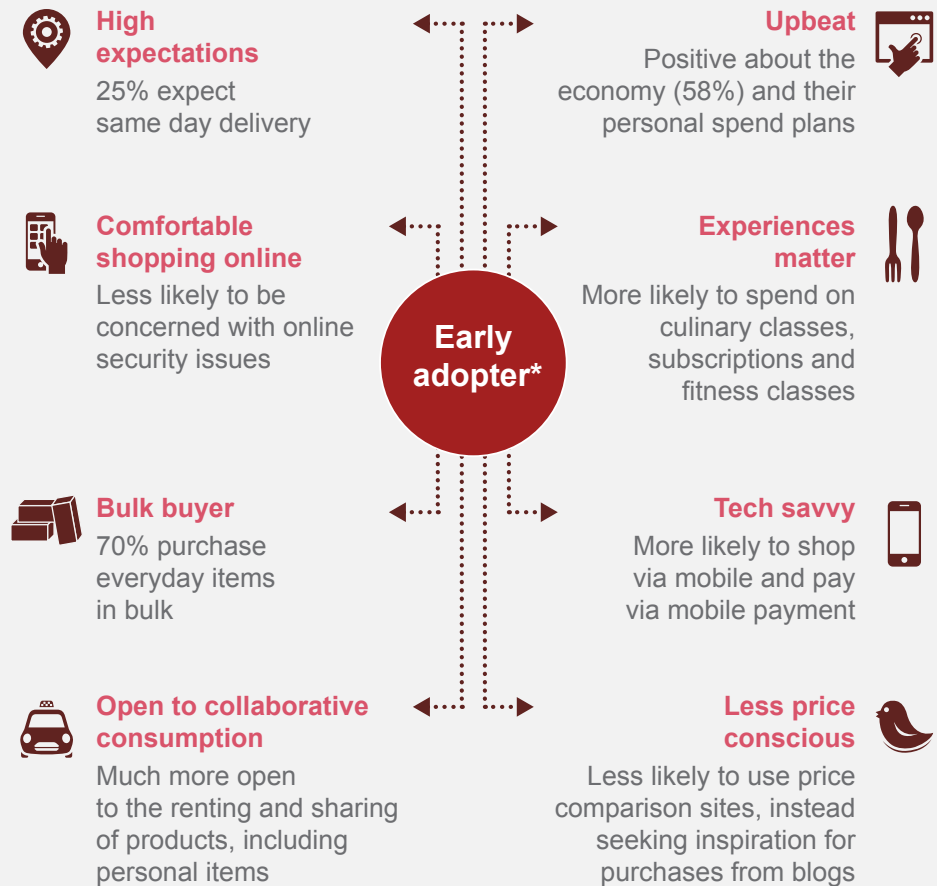 High
expectations
25% expect
same day delivery
Upbeat
Positive about the
economy (58%) and their
personal spend plans
Comfortable
shopping online
Less likely to be
concerned with online
security issues
Experiences
matter
More likely to spend on
culinary classes,
subscriptions and
fitness classes
Early
adopter*
Bulk buyer
70% purchase
everyday items
in bulk
Tech savvy
More likely to shop
via mobile and pay
via mobile payment
Open to collaborative
consumption
Much more open
to the renting and sharing
of products, including
personal items
Less price
conscious
Less likely to use price
comparison sites, instead
seeking inspiration for
purchases from blogs